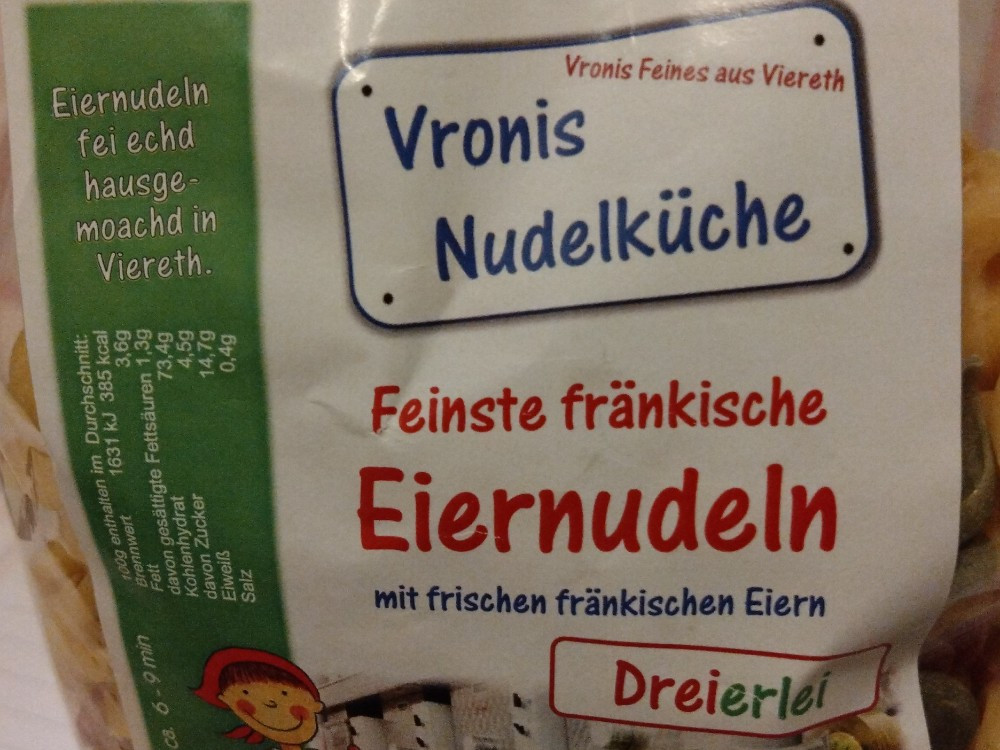 Eiernudeln
fei echd
hausge-
moachd in
Viereth.
100g enthalten im Durchschnitt:
Brennwert 1631 kJ 385 kcal
Fett 3,6g
davon gesättigte Fettsäuren 1,3g
Kohlenhydrat 73,4g
davon Zucker 4,5g
Eiweiß 14,7g
Salz 0,4g
ca. 6 - 9 min
Vronis Feines aus Viereth
Vronis
Nudelküche
Feinste fränkische
Eiernudeln
mit frischen fränkischen Eiern
Dreierlei